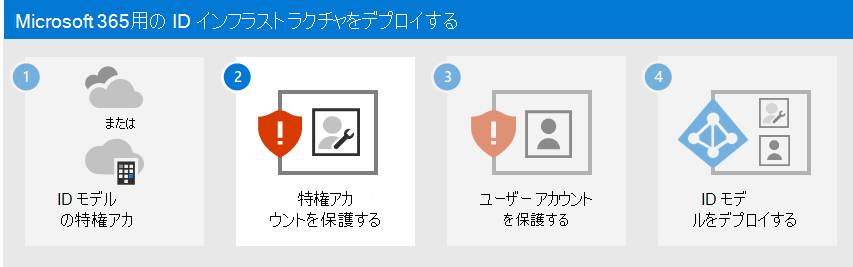 Microsoft 365用の ID インフラストラクチャをデプロイする
1
または
ID モデル
の特権アカ
2
特権アカ
ウントを保護する
3
ユーザー アカウント
を保護する
4
ID モデ
ルをデプロイする